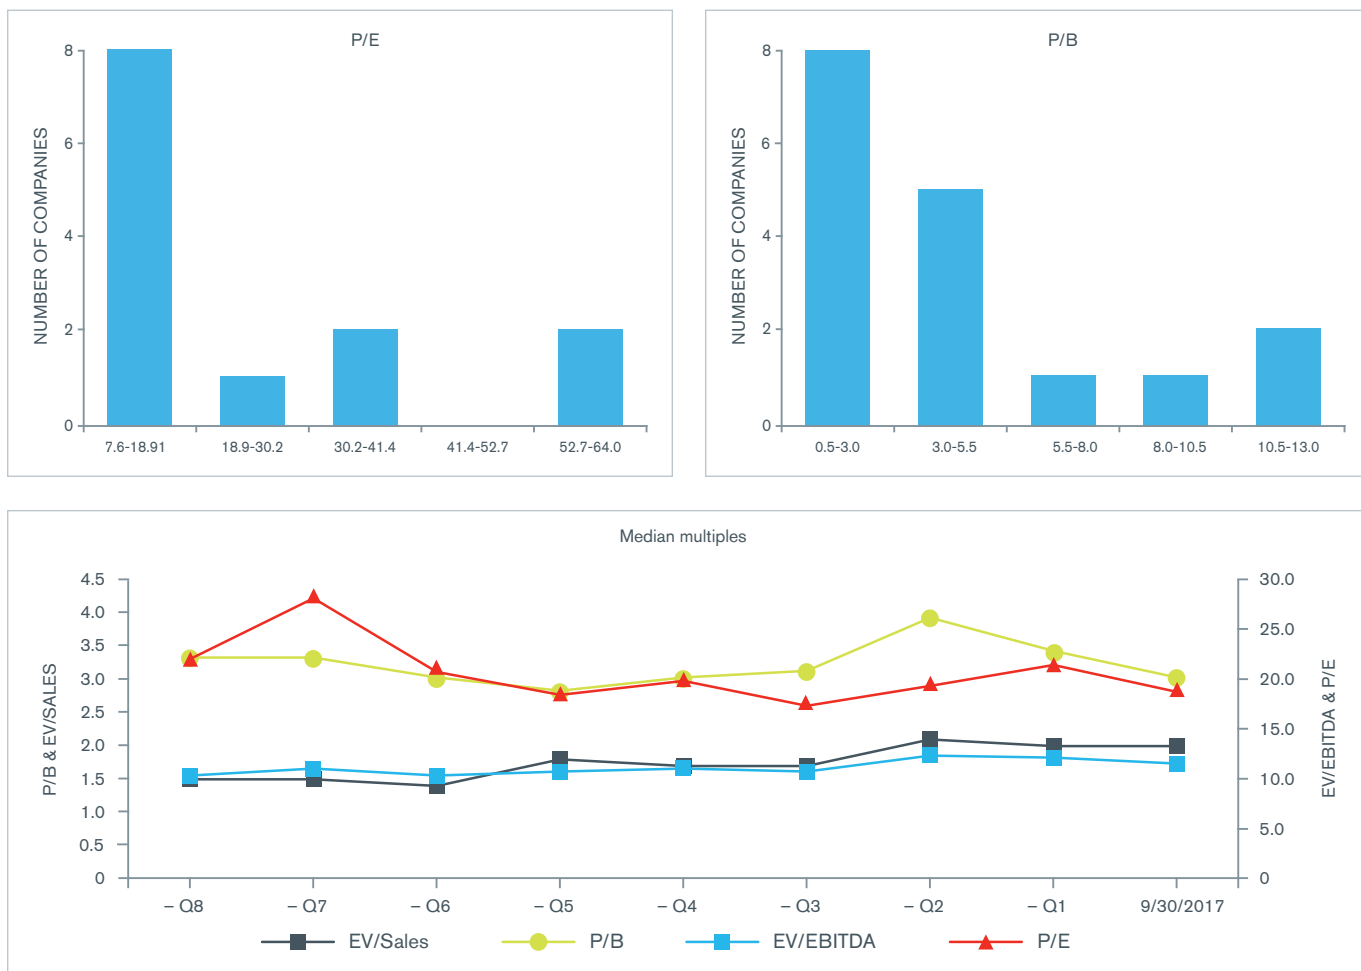 P/E
NUMBER OF COMPANIES
8
6
4
2
0
7.6-18.91 18.9-30.2 30.2-41.4 41.4-52.7 52.7-64.0
P/B
NUMBER OF COMPANIES
8
6
4
2
0
0.5-3.0 3.0-5.5 5.5-8.0 8.0-10.5 10.5-13.0
Median multiples
P/B & EV/SALES
4.5
4.0
3.5
3.0
2.5
2.0
1.5
1.0
0.5
0
EV/EBITDA & P/E
30.0
25.0
20.0
15.0
10.0
5.0
0
– Q8 – Q7 – Q6 – Q5 – Q4 – Q3 – Q2 – Q1 9/30/2017
EV/Sales P/B EV/EBITDA P/E